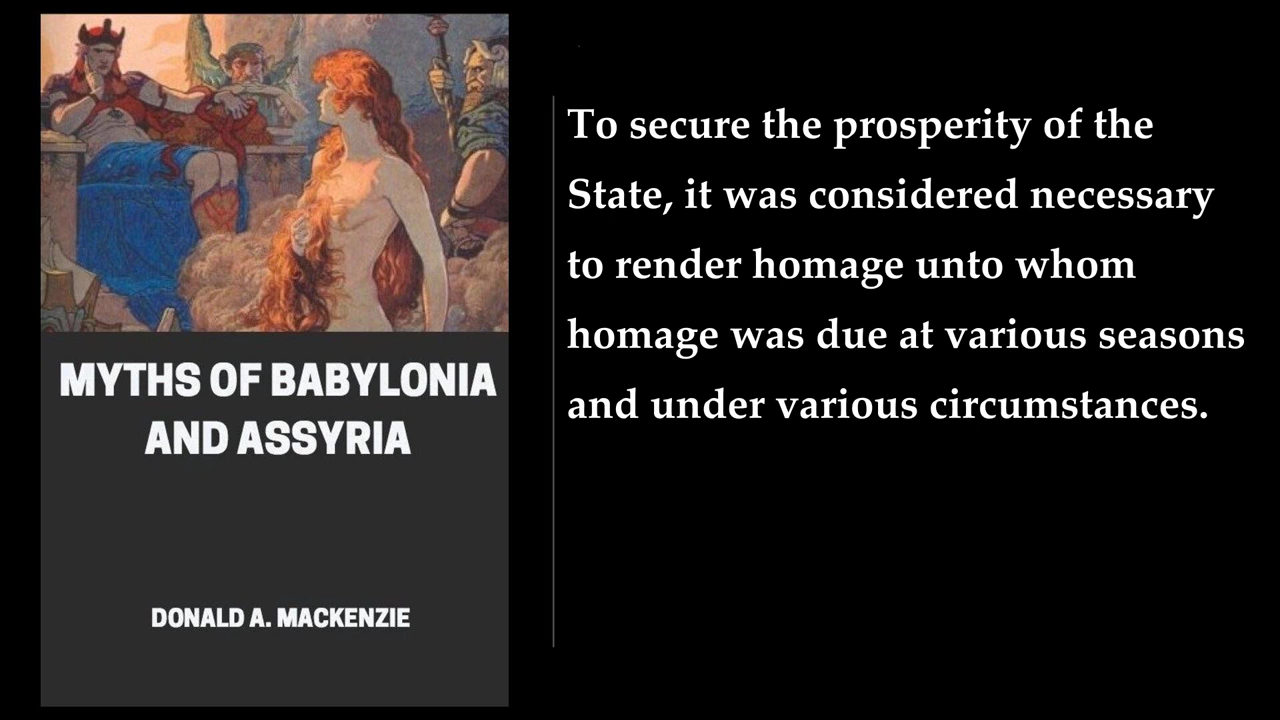 MYTHS OF BABYLONIA
AND ASSYRIA
DONALD A. MACKENZIE
To secure the prosperity of the
State, it was considered necessary
to render homage unto whom
homage was due at various seasons
and under various circumstances.